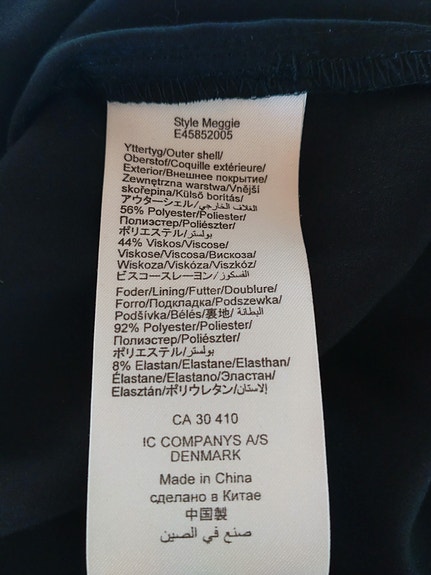 Style Meggie
E45852005
Yttertyg/Outer shell/
Oberstof/Coquille extérieure/
Exterior/Внешнее покрытие/
Zewnętrzna warstwa/Vnější
skořepina/Külső borítás/
アウターシェル/الغلاف الخارجي/
56% Polyester/Poliester/
Полиэстер/Poliészter/
ポリエステル/بولستر/
44% Viskos/Viscose/
Viskose/Viscosa/Вискоза/
Wiskoza/Viskóza/Viszkóz/
ビスコースレーヨン/الفسكوز/
Foder/Lining/Futter/Doublure/
Forro/Подкладка/Podszewka/
Podšívka/Bélés/裏地/البطانة/
92% Polyester/Poliester/
Полиэстер/Poliészter/
ポリエステル/بولستر/
8% Elastan/Elastane/Elasthan/
Élastane/Elastano/Эластан/
Elasztán/ポリウレタン/إلاستان/
CA 30 410
IC COMPANYS A/S
DENMARK
Made in China
сделано в Китае
中国製
صنع في الصين